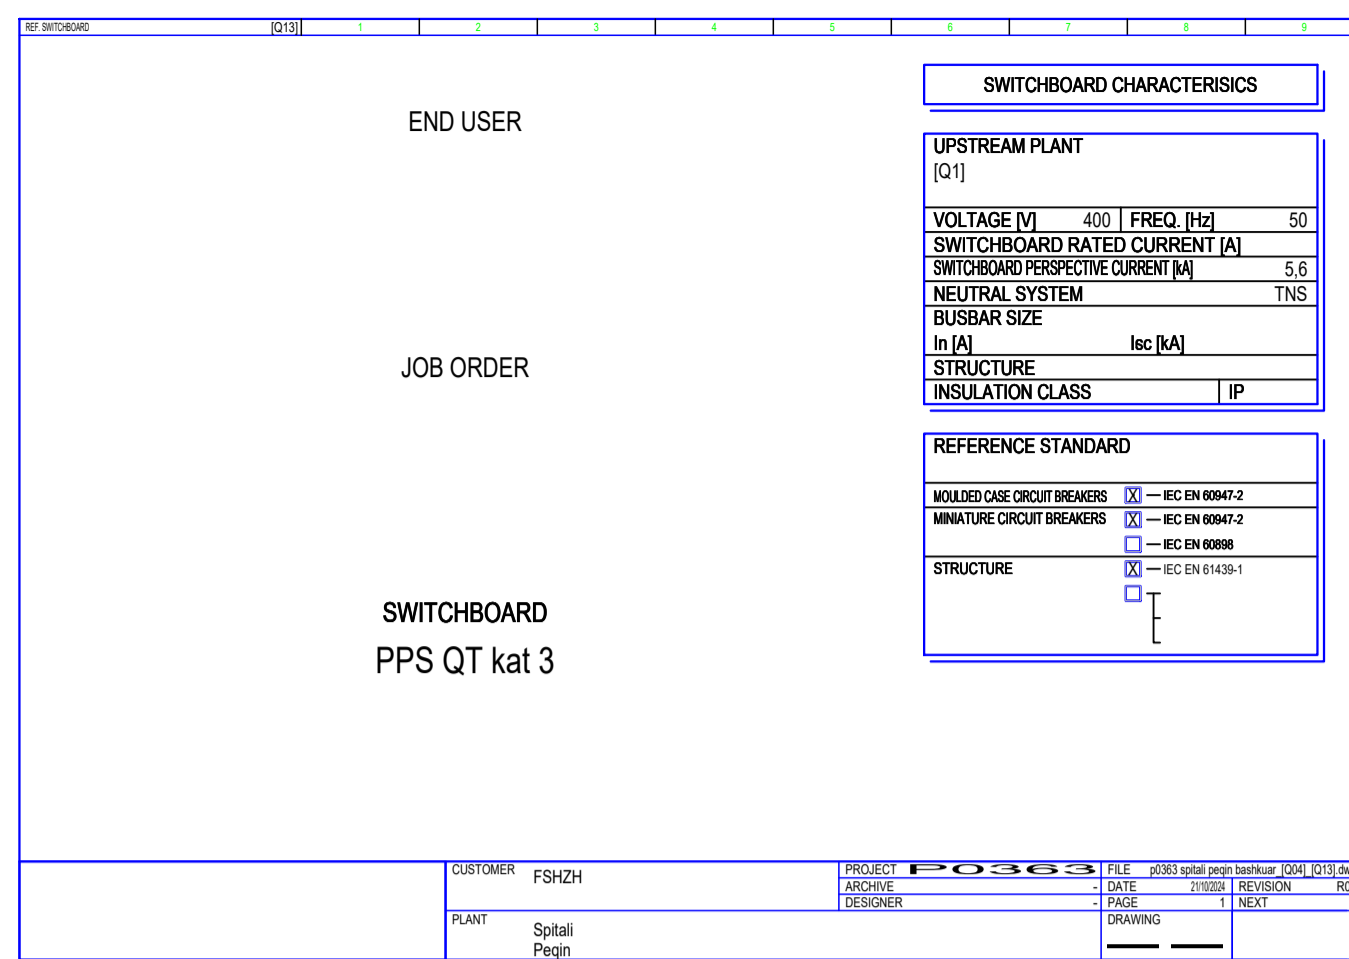 REF. SWITCHBOARD [Q13] 1 2 3 4 5 6 7 8 9
END USER
JOB ORDER
SWITCHBOARD
PPS QT kat 3
SWITCHBOARD CHARACTERISICS
UPSTREAM PLANT
[Q1]
VOLTAGE [V] 400 FREQ. [Hz] 50
SWITCHBOARD RATED CURRENT [A]
SWITCHBOARD PERSPECTIVE CURRENT [kA] 5,6
NEUTRAL SYSTEM TNS
BUSBAR SIZE
In [A] Isc [kA]
STRUCTURE
INSULATION CLASS IP
REFERENCE STANDARD
MOULDED CASE CIRCUIT BREAKERS X — IEC EN 60947-2
MINIATURE CIRCUIT BREAKERS X — IEC EN 60947-2
— IEC EN 60898
STRUCTURE X — IEC EN 61439-1
CUSTOMER FSHZH
PLANT Spitali
Peqin
PROJECT P0363 FILE p0363 spitali peqin bashkuar_[Q04]_[Q13].dw
ARCHIVE - DATE 21/10/2024 REVISION R0
DESIGNER - PAGE 1 NEXT
DRAWING